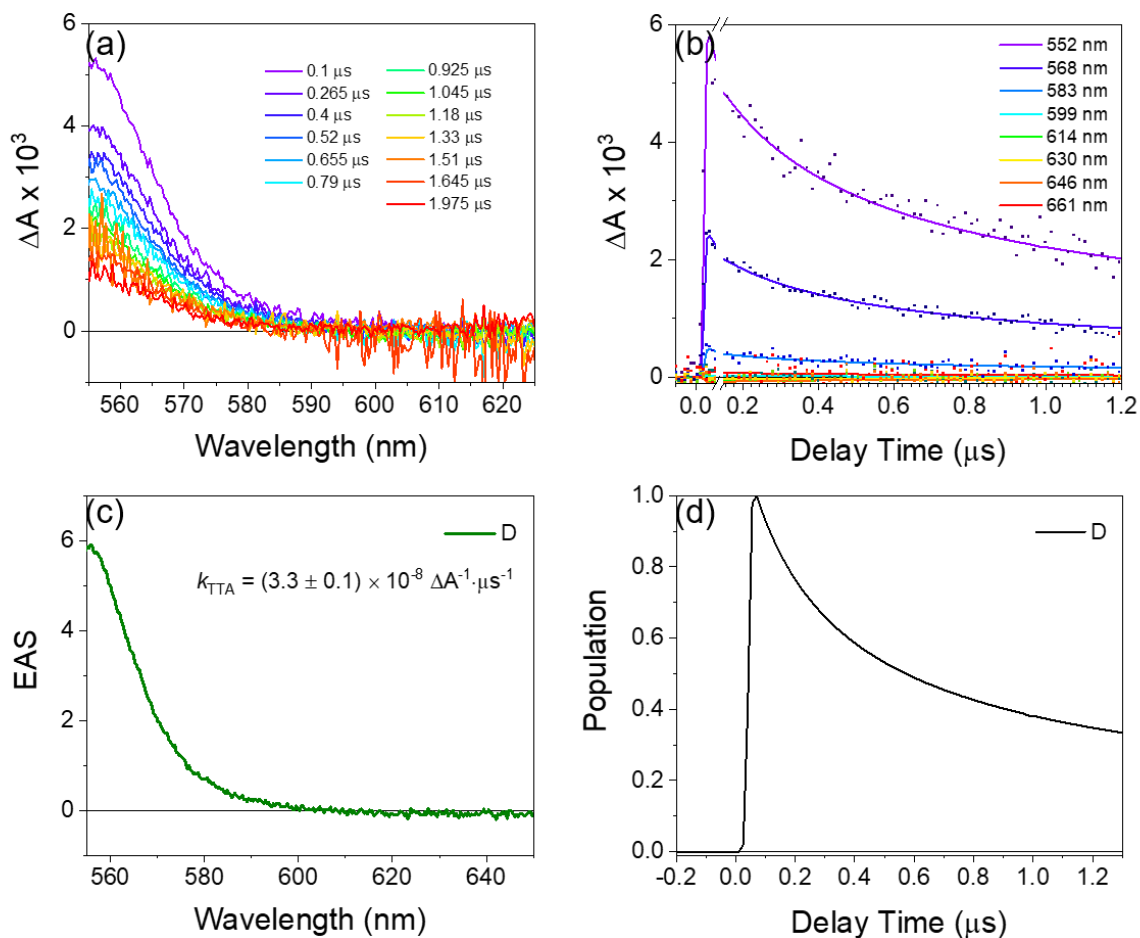 (a)
6
4
2
0
ΔA x 10³
0.1 μs
0.265 μs
0.4 μs
0.52 μs
0.655 μs
0.79 μs
0.925 μs
1.045 μs
1.18 μs
1.33 μs
1.51 μs
1.645 μs
1.975 μs
560 570 580 590 600 610 620
Wavelength (nm)
(b)
6
4
2
0
ΔA x 10³
552 nm
568 nm
583 nm
599 nm
614 nm
630 nm
646 nm
661 nm
0.0 0.2 0.4 0.6 0.8 1.0 1.2
Delay Time (μs)
(c)
6
4
2
0
EAS
D
kTTA = (3.3 ± 0.1) × 10⁻⁸ ΔA⁻¹·μs⁻¹
560 580 600 620 640
Wavelength (nm)
(d)
1.0
0.8
0.6
0.4
0.2
0.0
Population
D
-0.2 0.0 0.2 0.4 0.6 0.8 1.0 1.2
Delay Time (μs)